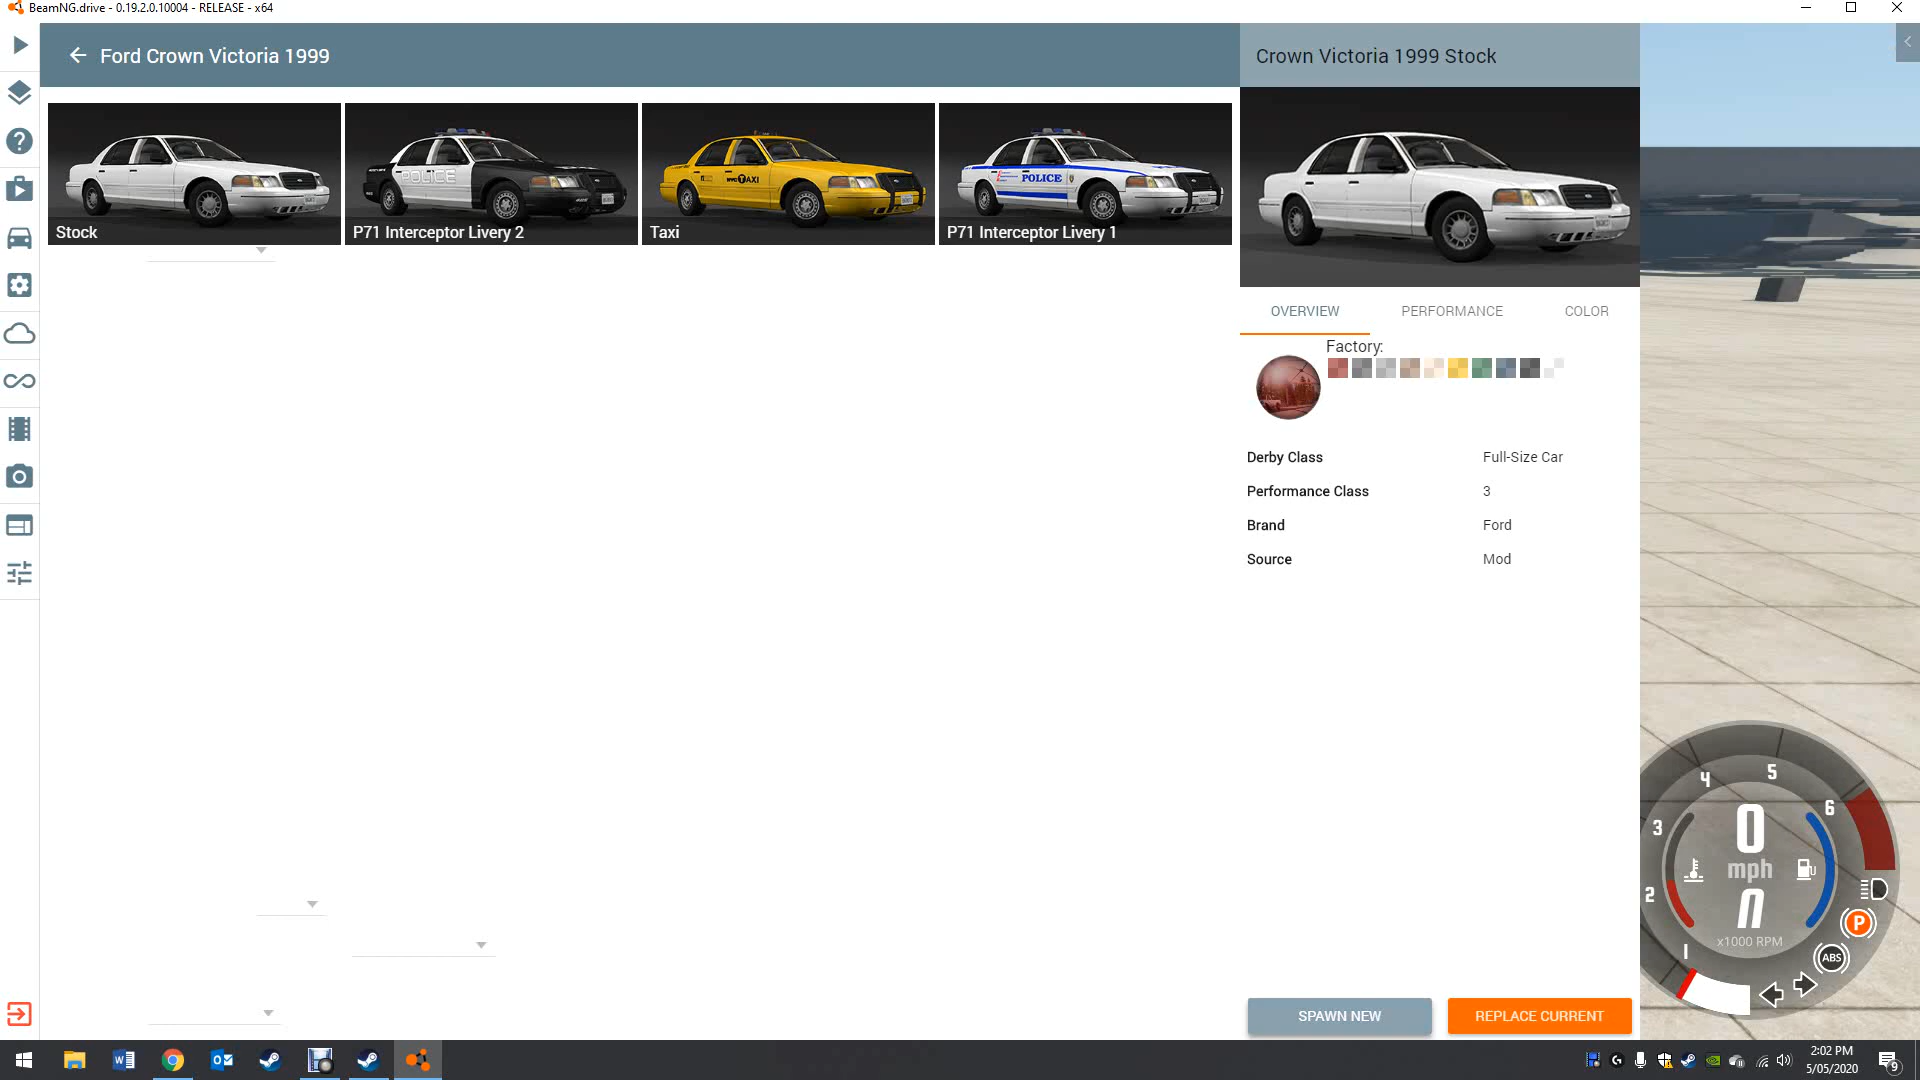 BeamNG.drive - 0.19.2.0.10004 - RELEASE - x64
Ford Crown Victoria 1999
Crown Victoria 1999 Stock
POLICE
NYC TAXI
POLICE
Stock
P71 Interceptor Livery 2
Taxi
P71 Interceptor Livery 1
OVERVIEW
PERFORMANCE
COLOR
Factory:
Derby Class
Full-Size Car
Performance Class
3
Brand
Ford
Source
Mod
1
2
3
4
5
6
0
mph
n
x1000 RPM
P
ABS
SPAWN NEW
REPLACE CURRENT
2:02 PM
5/05/2020
9